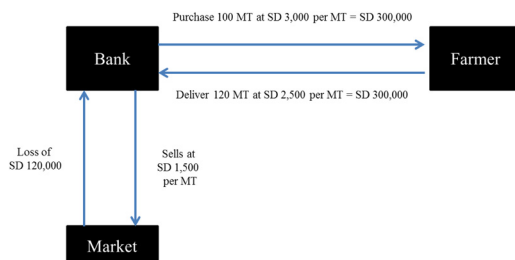 Purchase 100 MT at SD 3,000 per MT = SD 300,000
Bank
Farmer
Deliver 120 MT at SD 2,500 per MT = SD 300,000
Loss of
SD 120,000
Sells at
SD 1,500
per MT
Market